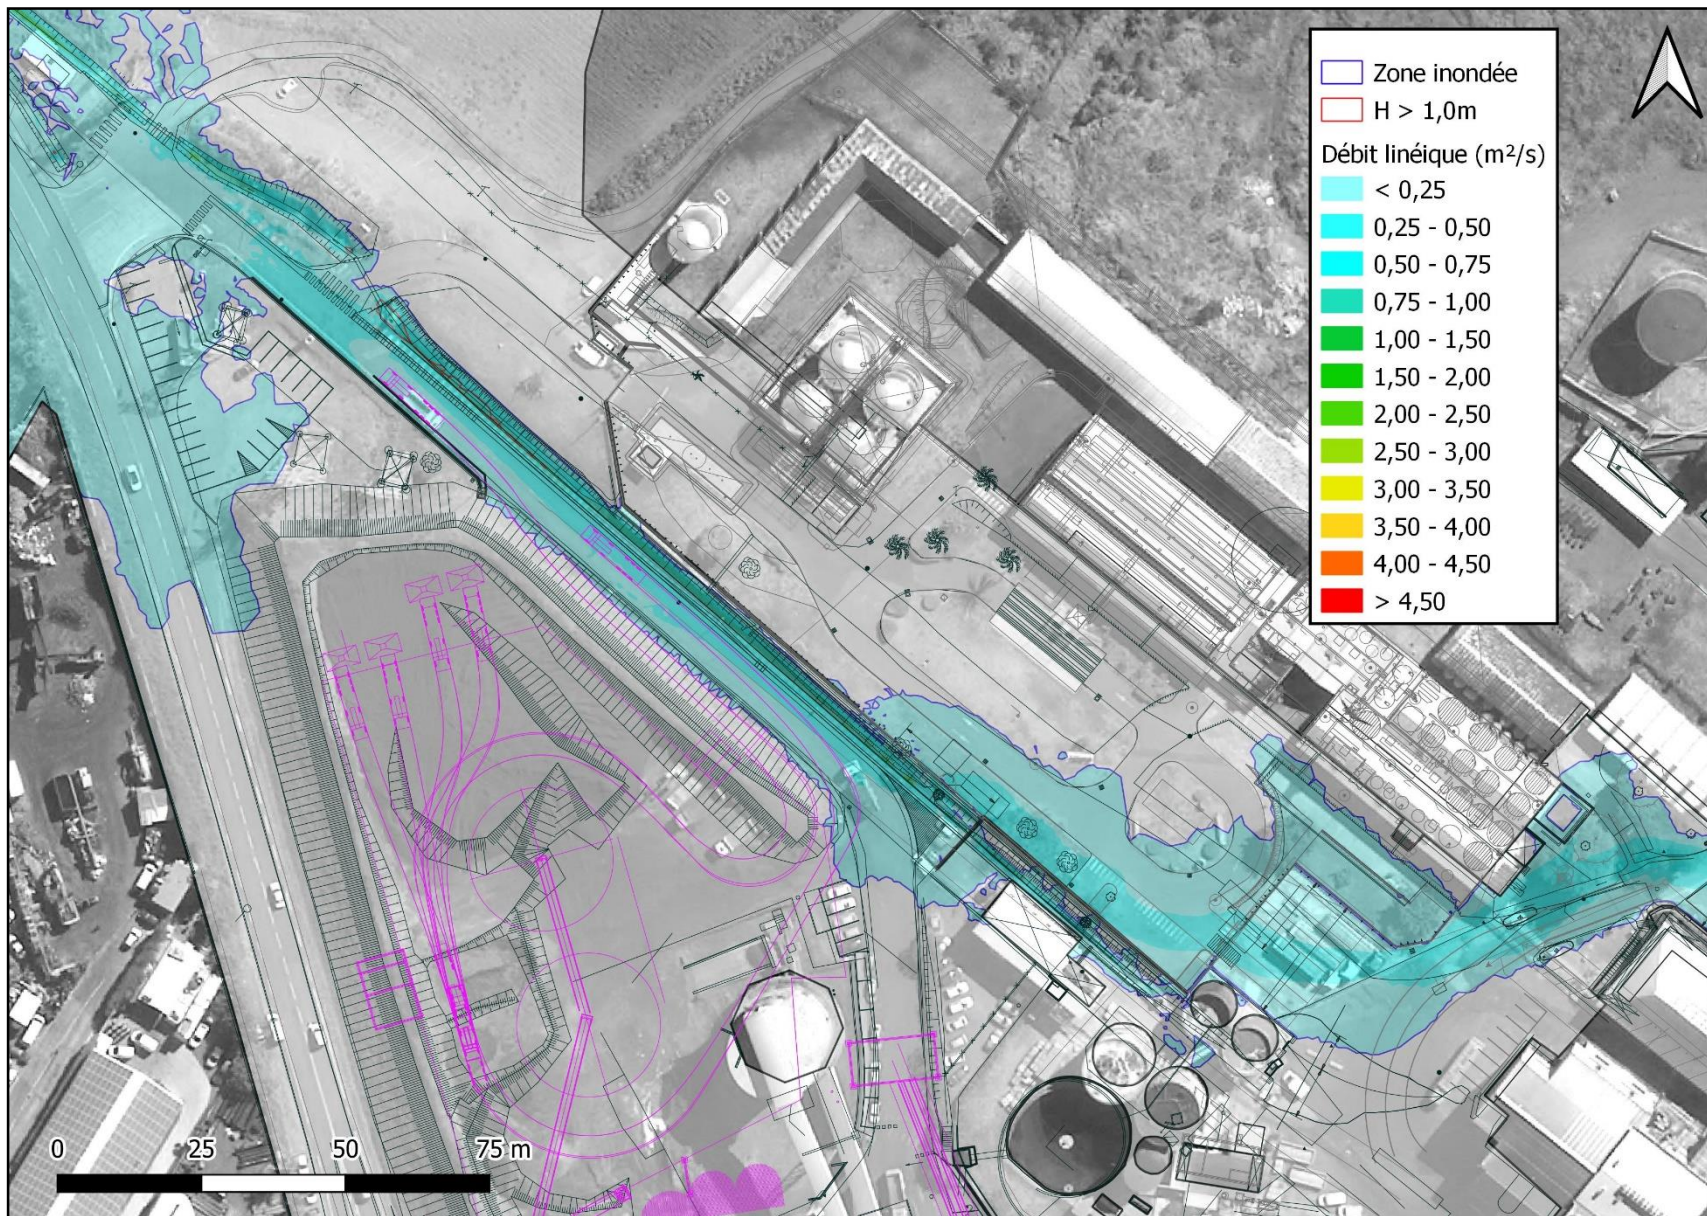 Zone inondée
H > 1,0m
Débit linéique (m²/s)
< 0,25
0,25 - 0,50
0,50 - 0,75
0,75 - 1,00
1,00 - 1,50
1,50 - 2,00
2,00 - 2,50
2,50 - 3,00
3,00 - 3,50
3,50 - 4,00
4,00 - 4,50
> 4,50
0 25 50 75 m